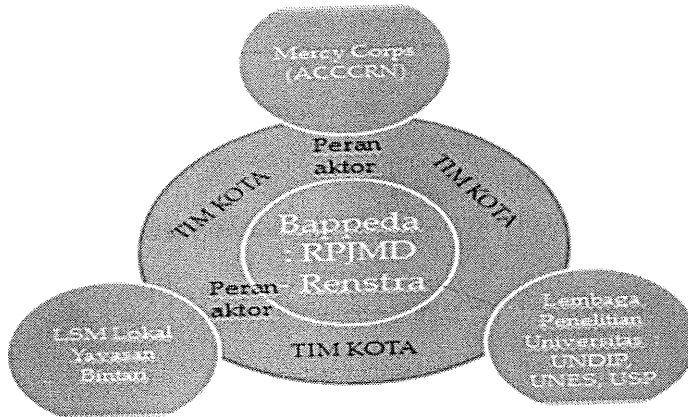 Mercy Corps
(ACCCRN)
Peran
aktor
TIM KOTA
TIM KOTA
Bappeda
: RPJMD
- Renstra
Peran
aktor
LSM Lokal
Yayasan
Bintari
TIM KOTA
Lembaga
Penelitian
Universitas :
UNDIP,
UNES, USP